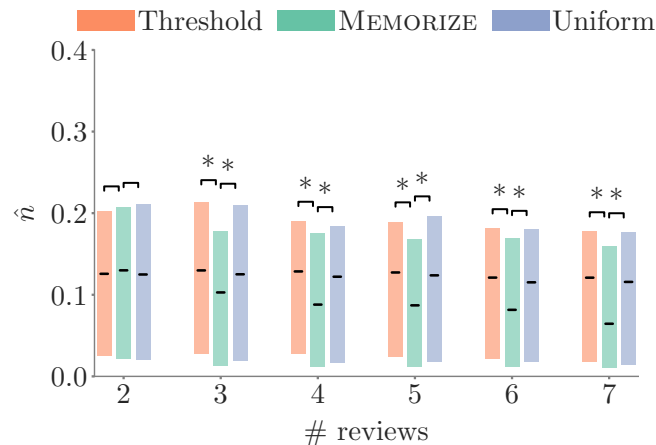 Threshold MEMORIZE Uniform
0.4
0.3
0.2
0.1
0.0
n̂
* * * * * * * * * *
2 3 4 5 6 7
# reviews